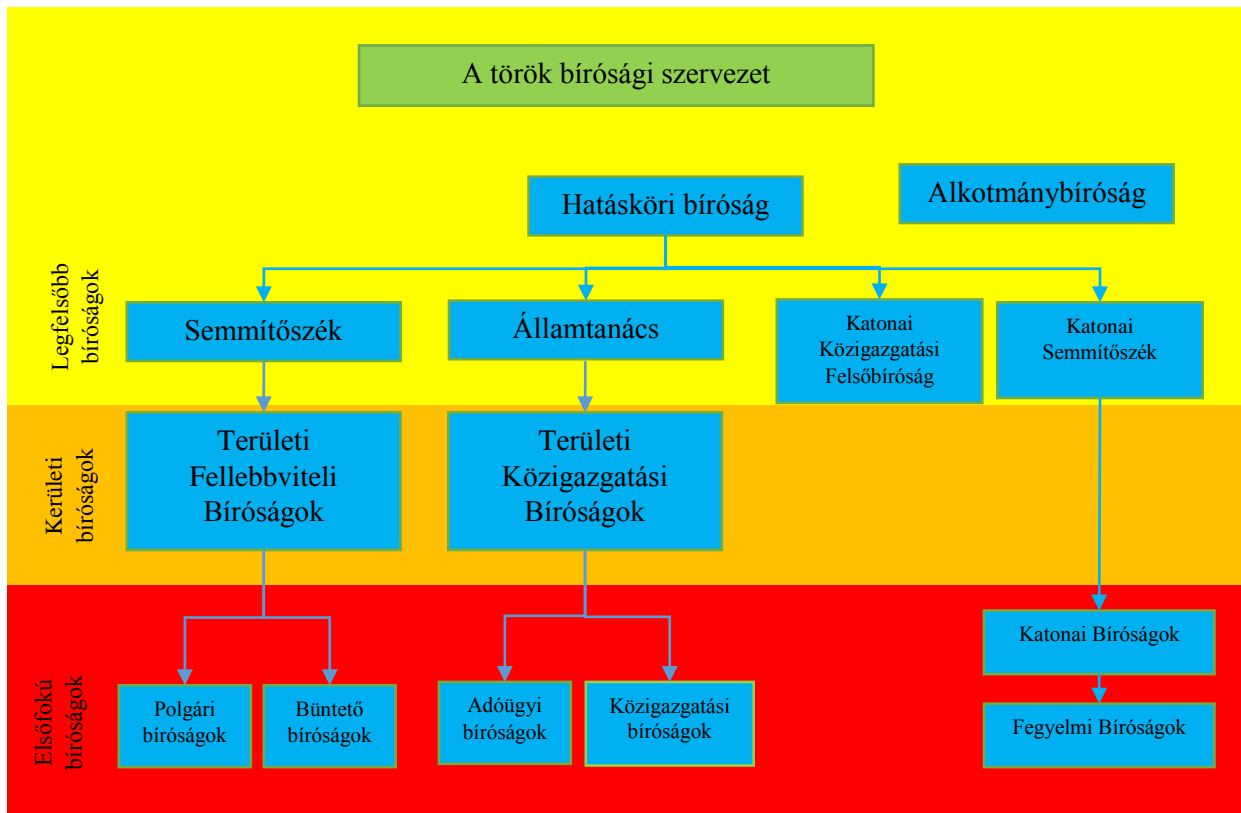 A török bírósági szervezet
Hatásköri bíróság
Alkotmánybíróság
Legfelsőbb
bíróságok
Semmítőszék
Államtanács
Katonai
Közigazgatási
Felsőbíróság
Katonai
Semmítőszék
Kerületi
bíróságok
Területi
Fellebbviteli
Bíróságok
Területi
Közigazgatási
Bíróságok
Elsőfokú
bíróságok
Polgári
bíróságok
Büntető
bíróságok
Adóügyi
bíróságok
Közigazgatási
bíróságok
Katonai Bíróságok
Fegyelmi Bíróságok